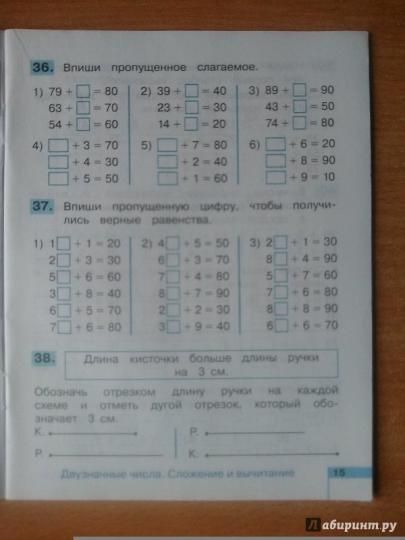 36. Впиши пропущенное слагаемое.
1) 79 + □ = 80 2) 39 + □ = 40 3) 89 + □ = 90
63 + □ = 70 23 + □ = 30 43 + □ = 50
54 + □ = 60 14 + □ = 20 74 + □ = 80
4) □ + 3 = 70 5) □ + 7 = 80 6) □ + 6 = 20
□ + 4 = 30 □ + 2 = 40 □ + 8 = 90
□ + 5 = 50 □ + 1 = 60 □ + 9 = 10
37. Впиши пропущенную цифру, чтобы получи-
лись верные равенства.
1) 1□ + 1 = 20 2) 4□ + 5 = 50 3) 2□ + 1 = 30
2□ + 3 = 30 6□ + 3 = 70 8□ + 4 = 90
5□ + 6 = 60 7□ + 4 = 80 5□ + 7 = 60
3□ + 8 = 40 8□ + 7 = 90 7□ + 6 = 80
6□ + 5 = 70 2□ + 2 = 30 8□ + 8 = 90
7□ + 6 = 80 3□ + 9 = 40 6□ + 6 = 70
38. Длина кисточки больше длины ручки
на 3 см.
Обозначь отрезком длину ручки на каждой
схеме и отметь дугой отрезок, который обо-
значает 3 см.
К. Р.
Р. К.
Двузначные числа. Сложение и вычитание 15
лабиринт.ру